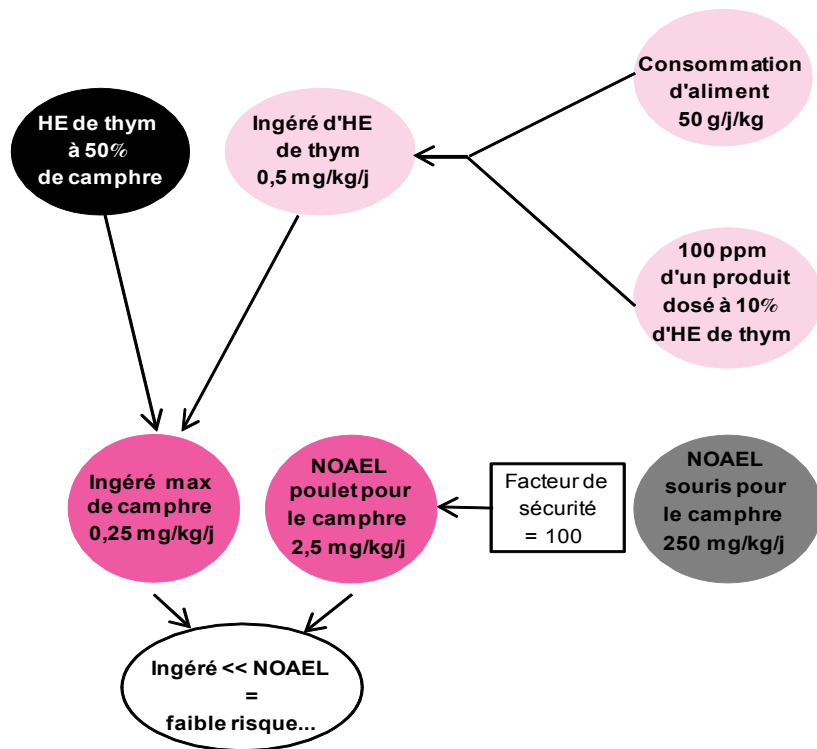 Consommation
d'aliment
50 g/j/kg
HE de thym
à 50%
de camphre
Ingéré d'HE
de thym
0,5 mg/kg/j
100 ppm
d'un produit
dosé à 10%
d'HE de thym
Ingéré max
de camphre
0,25 mg/kg/j
NOAEL
poulet pour
le camphre
2,5 mg/kg/j
Facteur de
sécurité
= 100
NOAEL
souris pour
le camphre
250 mg/kg/j
Ingéré << NOAEL
=
faible risque...